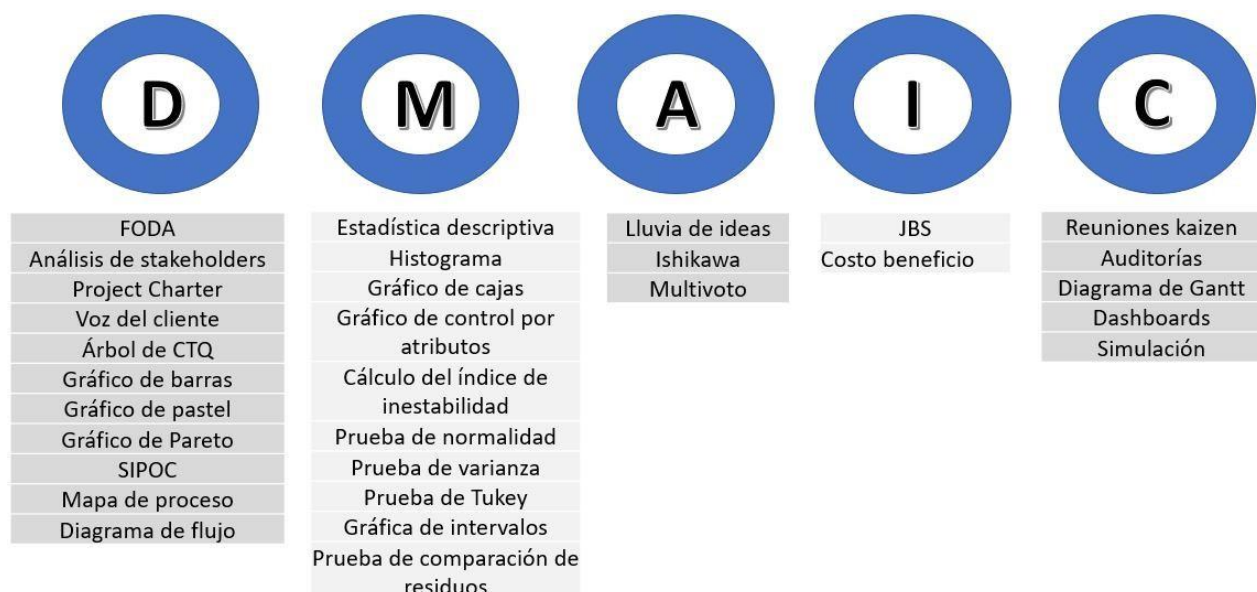 D
M
A
I
C
FODA
Análisis de stakeholders
Project Charter
Voz del cliente
Árbol de CTQ
Gráfico de barras
Gráfico de pastel
Gráfico de Pareto
SIPOC
Mapa de proceso
Diagrama de flujo
Estadística descriptiva
Histograma
Gráfico de cajas
Gráfico de control por
atributos
Cálculo del índice de
inestabilidad
Prueba de normalidad
Prueba de varianza
Prueba de Tukey
Gráfica de intervalos
Prueba de comparación de
residuos
Lluvia de ideas
Ishikawa
Multivoto
JBS
Costo beneficio
Reuniones kaizen
Auditorías
Diagrama de Gantt
Dashboards
Simulación